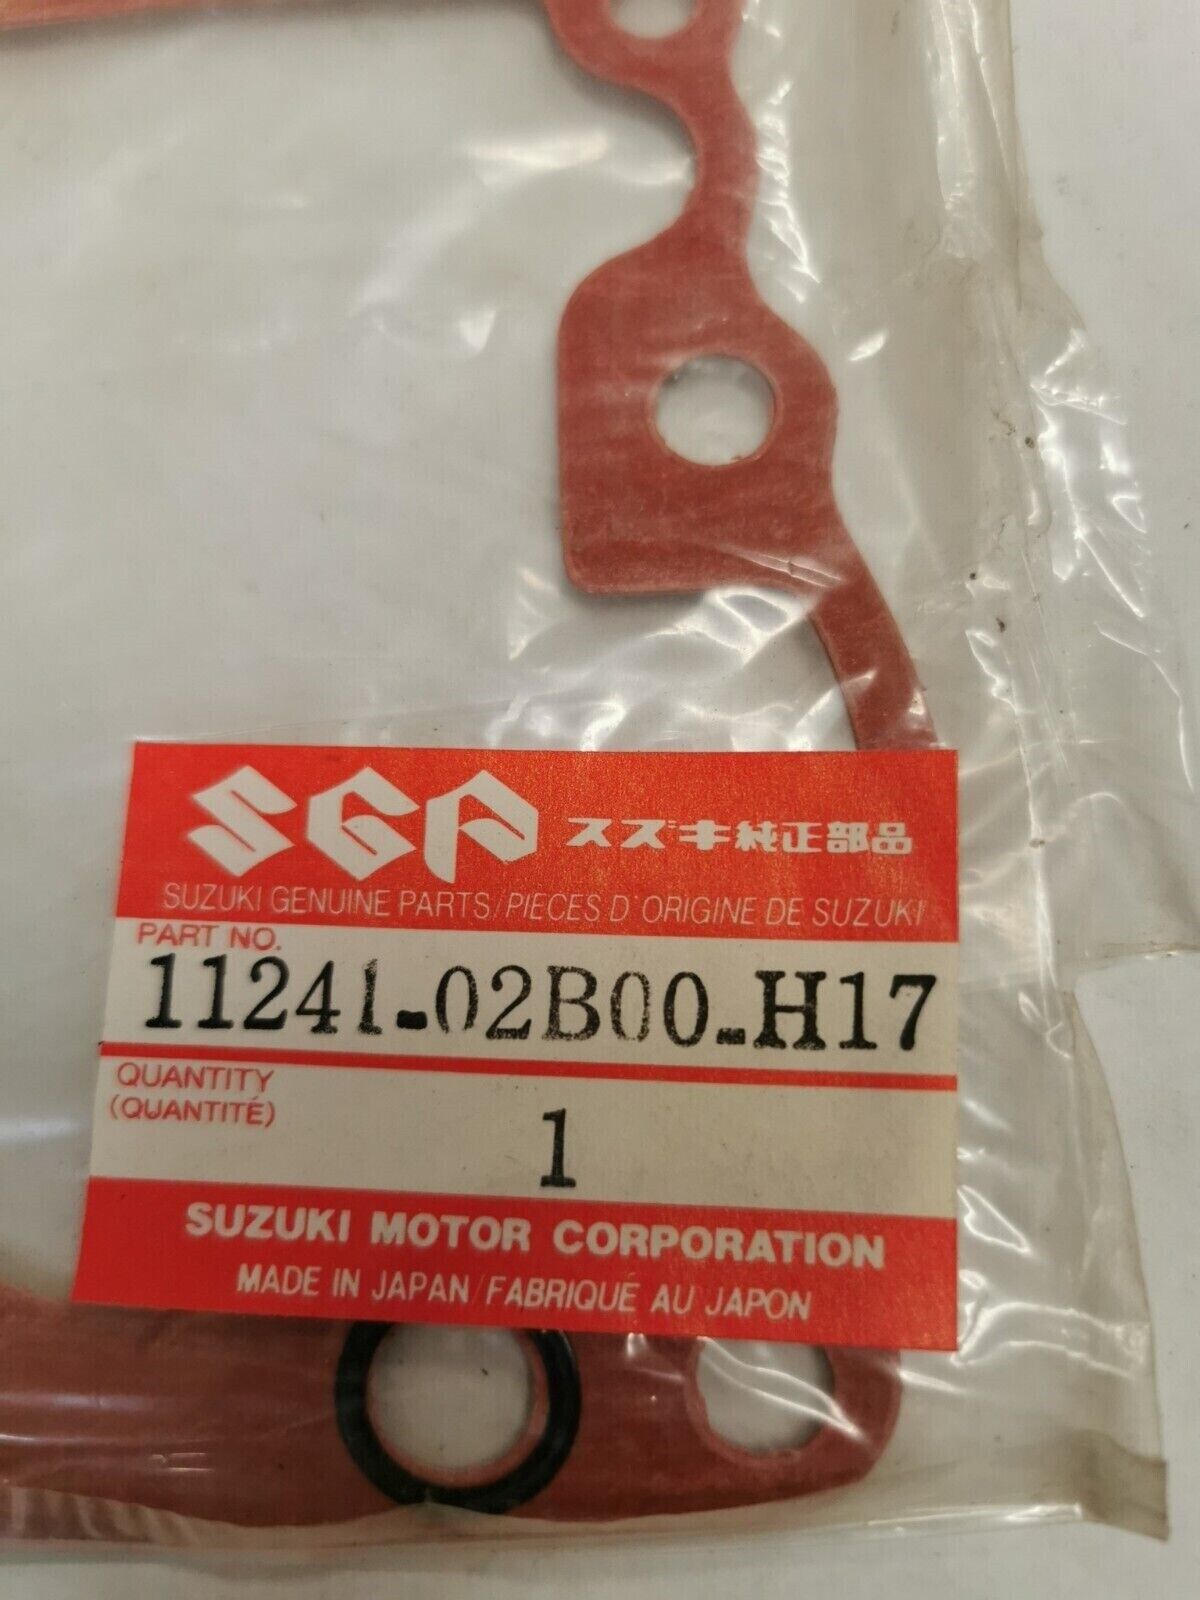 SGP スズキ純正部品
SUZUKI GENUINE PARTS/PIECES D'ORIGINE DE SUZUKI
PART NO.
11241-02B00-H17
QUANTITY
(QUANTITÉ)
1
SUZUKI MOTOR CORPORATION
MADE IN JAPAN/FABRIQUÉ AU JAPON